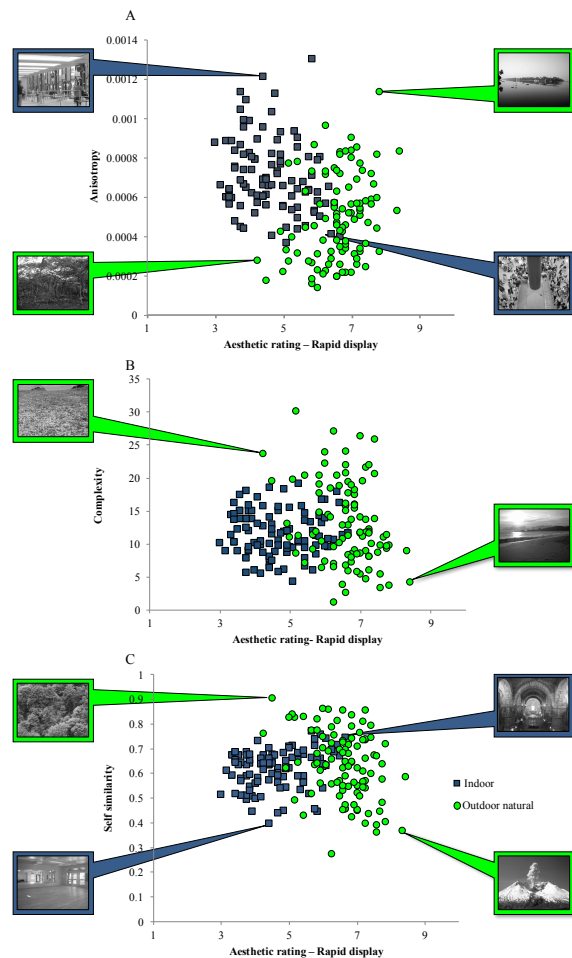 A
0.0014
0.0012
0.001
0.0008
0.0006
0.0004
0.0002
0
Anisotropy
1 3 5 7 9
Aesthetic rating – Rapid display
B
35
30
25
20
15
10
5
0
Complexity
1 3 5 7 9
Aesthetic rating- Rapid display
C
1
0.9
0.8
0.7
0.6
0.5
0.4
0.3
0.2
0.1
0
Self similarity
Indoor
Outdoor natural
1 3 5 7 9
Aesthetic rating – Rapid display